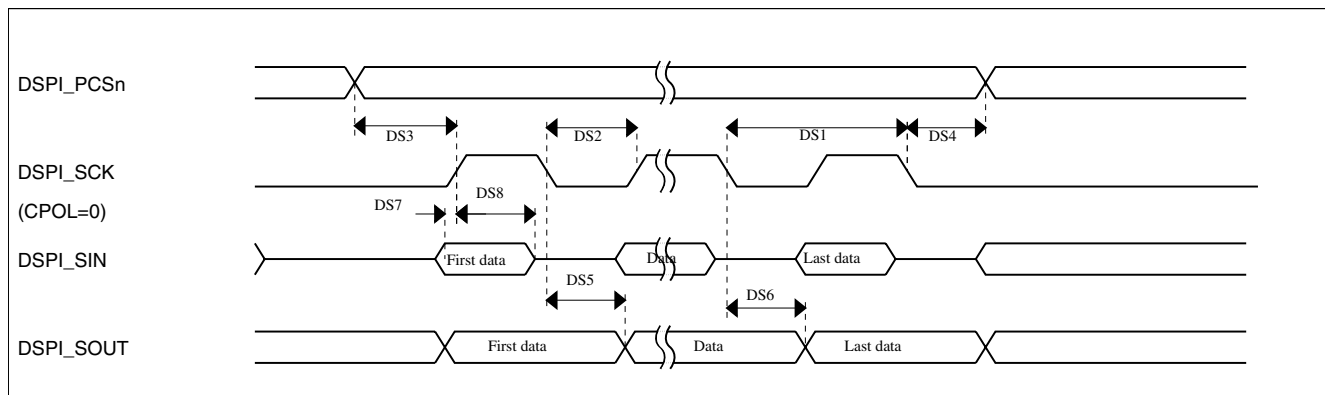 DSPI_PCSn
DS3
DS2
DS1
DS4
DSPI_SCK
(CPOL=0)
DS7
DS8
DSPI_SIN
First data
Data
Last data
DS5
DS6
DSPI_SOUT
First data
Data
Last data